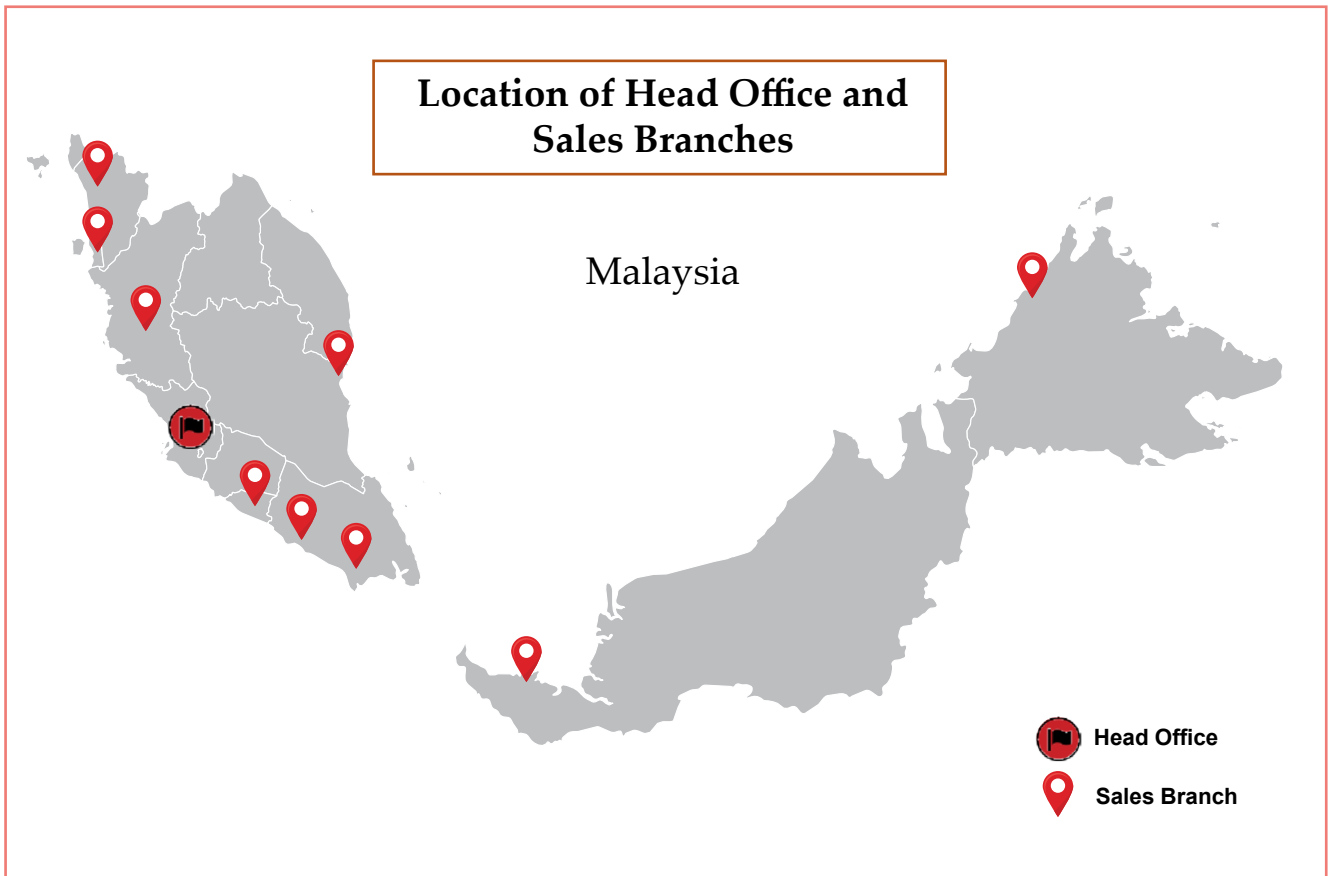 Location of Head Office and
Sales Branches
Malaysia
Head Office
Sales Branch